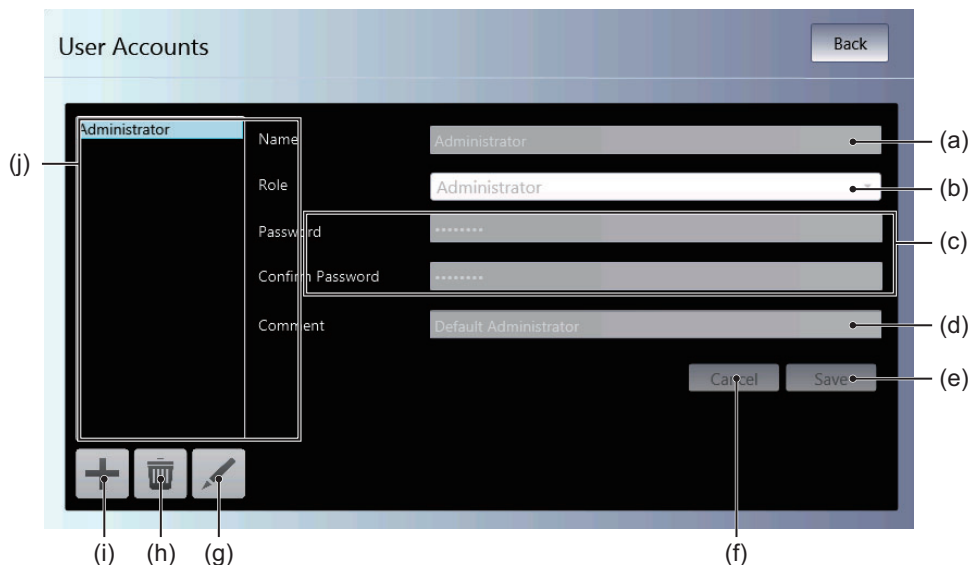 User Accounts
Back
Administrator
Name
Administrator
(a)
(j)
Role
Administrator
(b)
Password
••••••••
(c)
Confirm Password
••••••••
Comment
Default Administrator
(d)
Cancel
Save
(e)
(i)
(h)
(g)
(f)